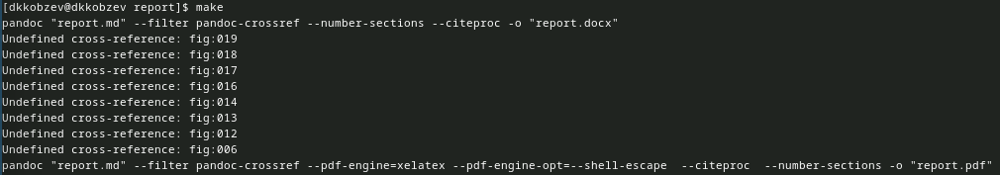 [dkkobzev@dkkobzev report]$ make
pandoc "report.md" --filter pandoc-crossref --number-sections --citeproc -o "report.docx"
Undefined cross-reference: fig:019
Undefined cross-reference: fig:018
Undefined cross-reference: fig:017
Undefined cross-reference: fig:016
Undefined cross-reference: fig:014
Undefined cross-reference: fig:013
Undefined cross-reference: fig:012
Undefined cross-reference: fig:006
pandoc "report.md" --filter pandoc-crossref --pdf-engine=xelatex --pdf-engine-opt=--shell-escape  --citeproc  --number-sections -o "report.pdf"